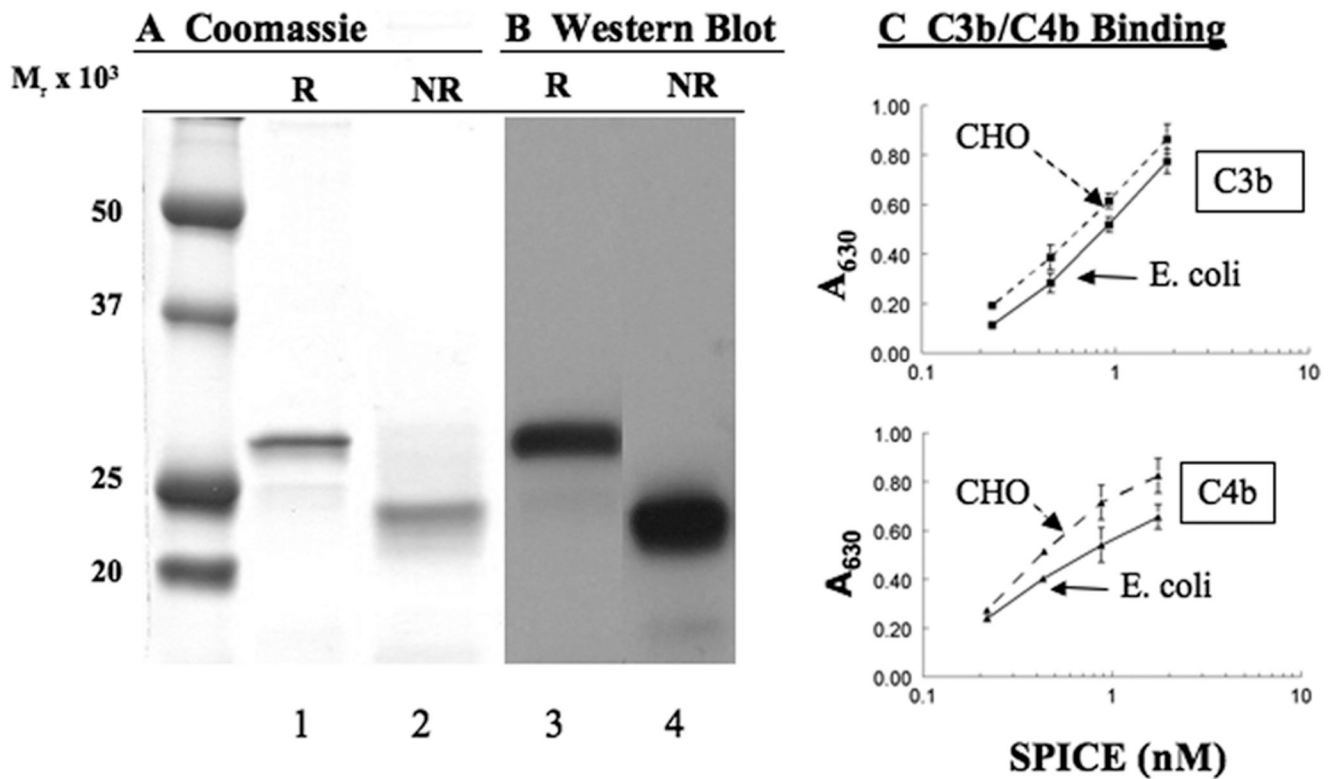 A Coomassie
B Western Blot
C C3b/C4b Binding
Mr x 10³
R
NR
R
NR
50
37
25
20
1
2
3
4
1.00
0.80
0.60
0.40
0.20
0.00
A630
CHO
C3b
E. coli
0.1
1
10
1.00
0.80
0.60
0.40
0.20
0.00
A630
CHO
C4b
E. coli
0.1
1
10
SPICE (nM)